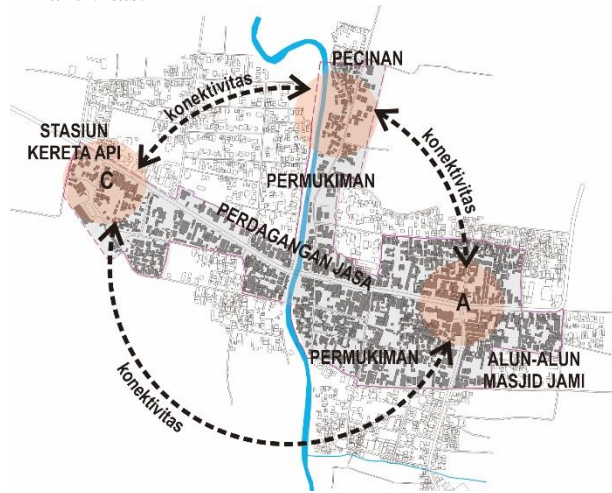 PECINAN
konektivitas
STASIUN
KERETA API
C
konektivitas
PERMUKIMAN
PERDAGANGAN JASA
A
PERMUKIMAN
ALUN-ALUN
MASJID JAMI
konektivitas